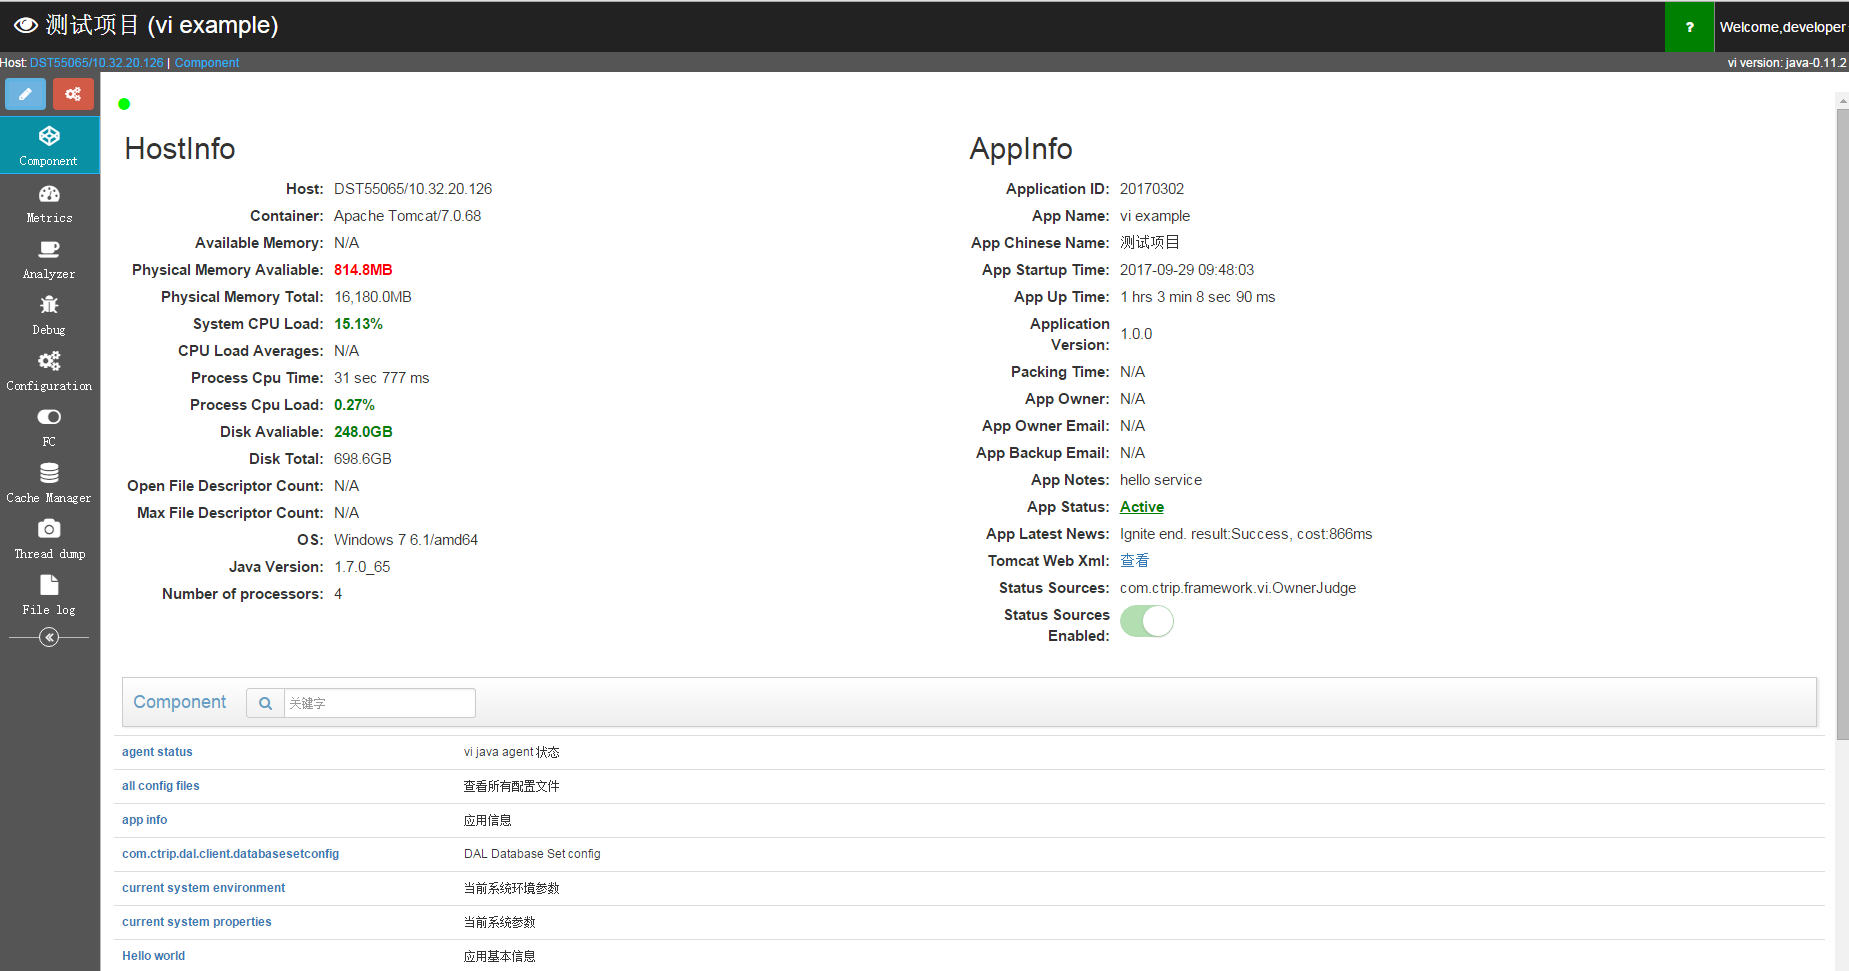 测试项目 (vi example)
?
Welcome,developer
Host: DST55065/10.32.20.126 | Component
vi version: java-0.11.2
Component
Metrics
Analyzer
Debug
Configuration
FC
Cache Manager
Thread dump
File log
HostInfo
Host: DST55065/10.32.20.126
Container: Apache Tomcat/7.0.68
Available Memory: N/A
Physical Memory Avaliable: 814.8MB
Physical Memory Total: 16,180.0MB
System CPU Load: 15.13%
CPU Load Averages: N/A
Process Cpu Time: 31 sec 777 ms
Process Cpu Load: 0.27%
Disk Avaliable: 248.0GB
Disk Total: 698.6GB
Open File Descriptor Count: N/A
Max File Descriptor Count: N/A
OS: Windows 7 6.1/amd64
Java Version: 1.7.0_65
Number of processors: 4
AppInfo
Application ID: 20170302
App Name: vi example
App Chinese Name: 测试项目
App Startup Time: 2017-09-29 09:48:03
App Up Time: 1 hrs 3 min 8 sec 90 ms
Application
Version: 1.0.0
Packing Time: N/A
App Owner: N/A
App Owner Email: N/A
App Backup Email: N/A
App Notes: hello service
App Status: Active
App Latest News: Ignite end. result:Success, cost:866ms
Tomcat Web Xml: 查看
Status Sources: com.ctrip.framework.vi.OwnerJudge
Status Sources
Enabled:
Component 关键字
agent status vi java agent 状态
all config files 查看所有配置文件
app info 应用信息
com.ctrip.dal.client.databasesetconfig DAL Database Set config
current system environment 当前系统环境参数
current system properties 当前系统参数
Hello world 应用基本信息